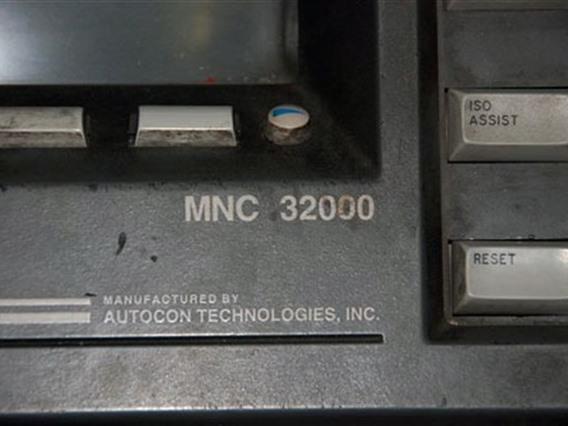 ISO
ASSIST
MNC 32000
RESET
MANUFACTURED BY
AUTOCON TECHNOLOGIES, INC.